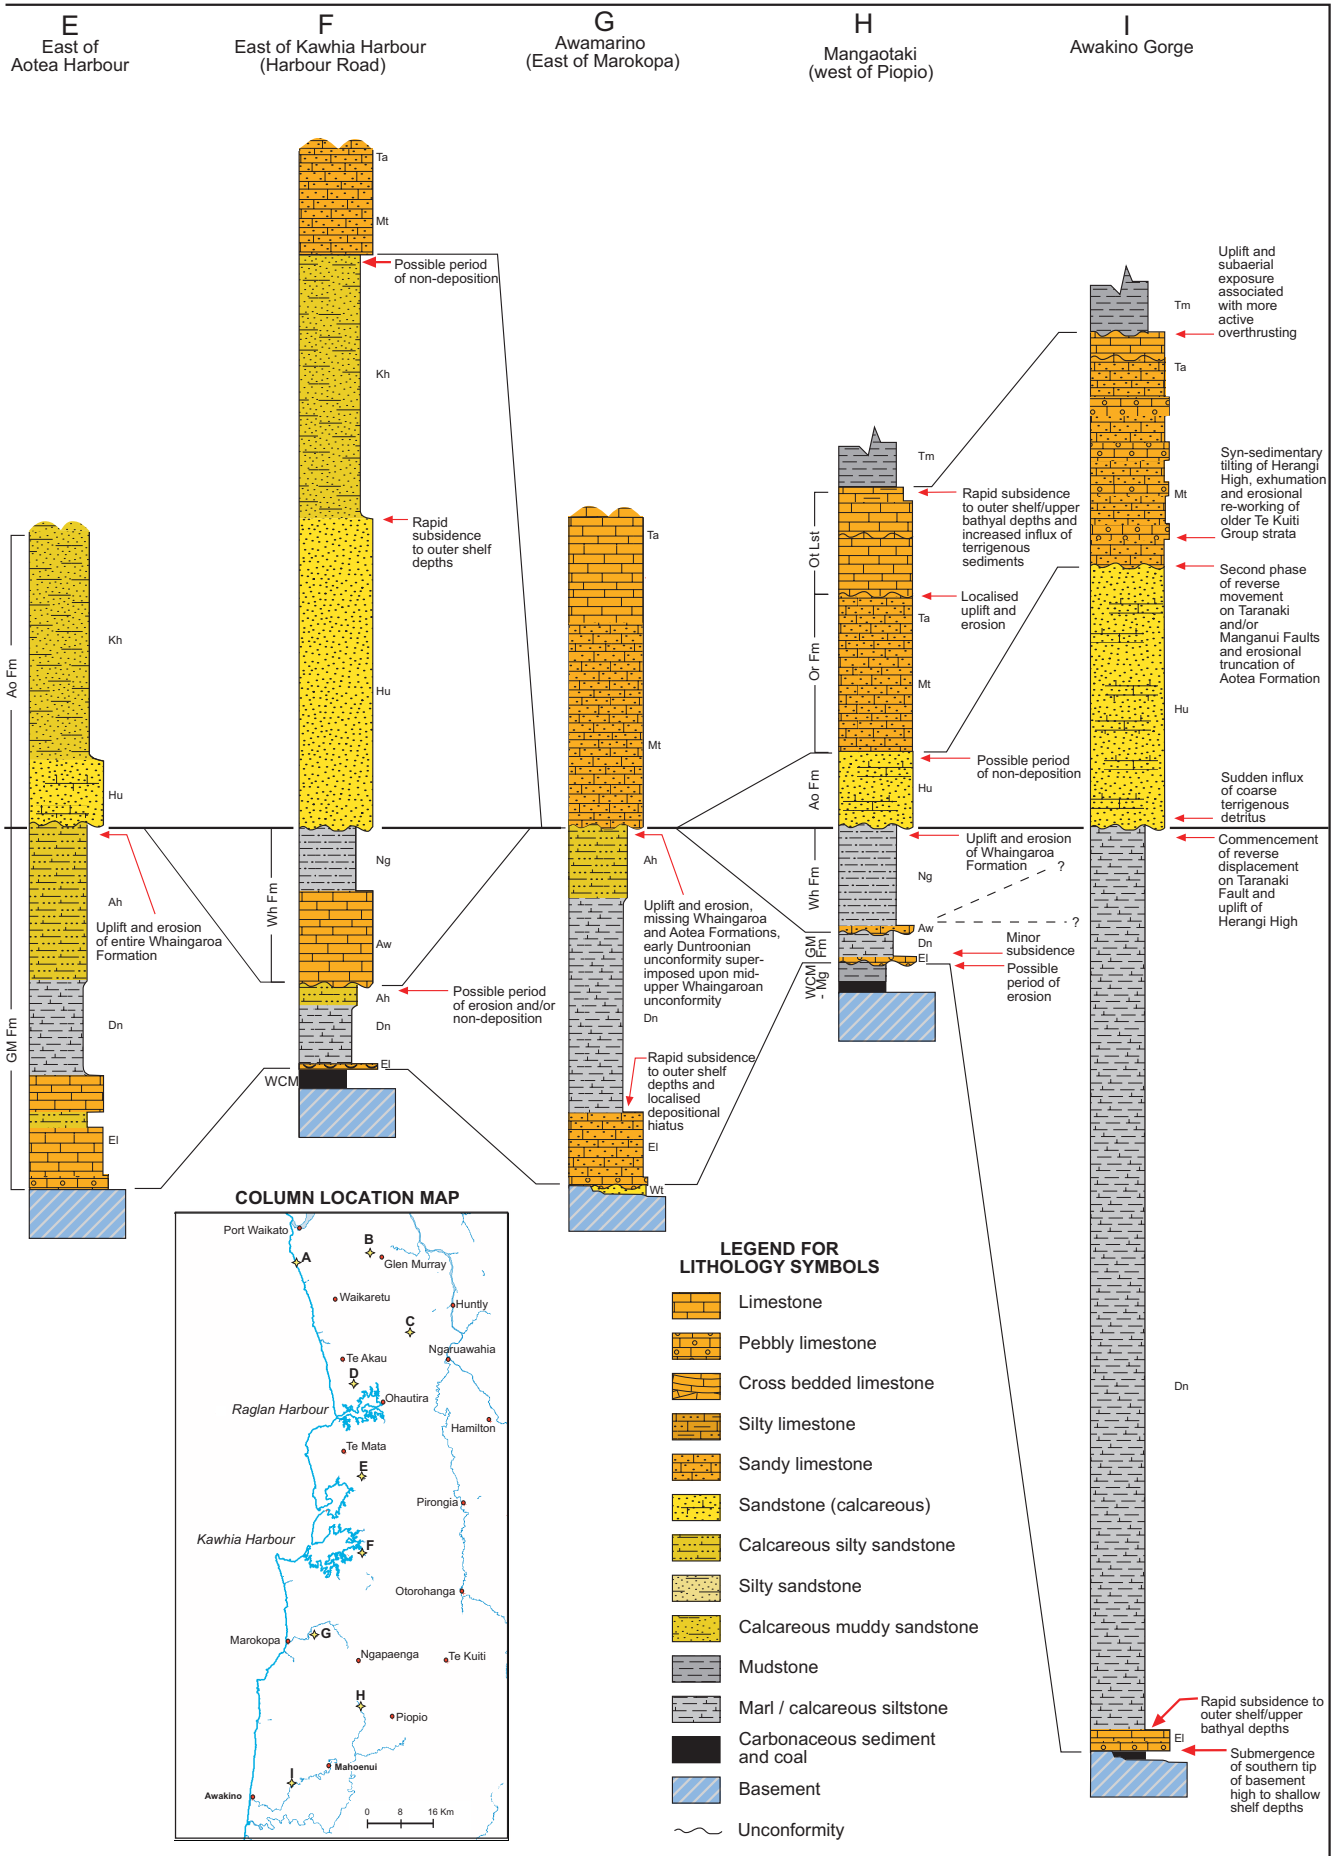 E
East of
Aotea Harbour
F
East of Kawhia Harbour
(Harbour Road)
G
Awamarino
(East of Marokopa)
H
Mangaotaki
(west of Piopio)
I
Awakino Gorge
Ao Fm
GM Fm
Kh
Hu
Ah
Dn
El
Uplift and erosion
of entire Whaingaroa
Formation
Ta
Mt
Possible period
of non-deposition
Kh
Rapid
subsidence
to outer shelf
depths
Hu
Wh Fm
Ng
Aw
Ah
Dn
El
WCM
Possible period
of erosion and/or
non-deposition
Ta
Mt
Ah
Uplift and erosion,
missing Whaingaroa
and Aotea Formations,
early Duntroonian
unconformity super-
imposed upon mid-
upper Whaingaroan
unconformity
Dn
Rapid subsidence
to outer shelf
depths and
localised
depositional
hiatus
El
Wt
Tm
Ot Lst
Or Fm
Ao Fm
Wh Fm
GM
Fm
WCM
- Mg
Rapid subsidence
to outer shelf/upper
bathyal depths and
increased influx of
terrigenous
sediments
Localised
uplift and
erosion
Ta
Mt
Possible period
of non-deposition
Hu
Uplift and erosion
of Whaingaroa
Formation
?
Ng
?
Aw
Dn
El
Minor
subsidence
Possible
period of
erosion
Uplift and
subaerial
exposure
associated
with more
active
overthrusting
Tm
Ta
Mt
Syn-sedimentary
tilting of Herangi
High, exhumation
and erosional
re-working of
older Te Kuiti
Group strata
Second phase
of reverse
movement
on Taranaki
and/or
Manganui Faults
and erosional
truncation of
Aotea Formation
Hu
Sudden influx
of coarse
terrigenous
detritus
Commencement
of reverse
displacement
on Taranaki
Fault and
uplift of
Herangi High
Dn
Rapid subsidence to
outer shelf/upper
bathyal depths
El
Submergence
of southern tip
of basement
high to shallow
shelf depths
COLUMN LOCATION MAP
Port Waikato
A
B
Glen Murray
Waikaretu
Huntly
C
Ngaruawahia
Te Akau
D
Ohautira
Raglan Harbour
Hamilton
Te Mata
E
Pirongia
Kawhia Harbour
F
Otorohanga
Marokopa
G
Ngapaenga
Te Kuiti
H
Piopio
Mahoenui
I
Awakino
0 8 16 Km
LEGEND FOR
LITHOLOGY SYMBOLS
Limestone
Pebbly limestone
Cross bedded limestone
Silty limestone
Sandy limestone
Sandstone (calcareous)
Calcareous silty sandstone
Silty sandstone
Calcareous muddy sandstone
Mudstone
Marl / calcareous siltstone
Carbonaceous sediment
and coal
Basement
Unconformity